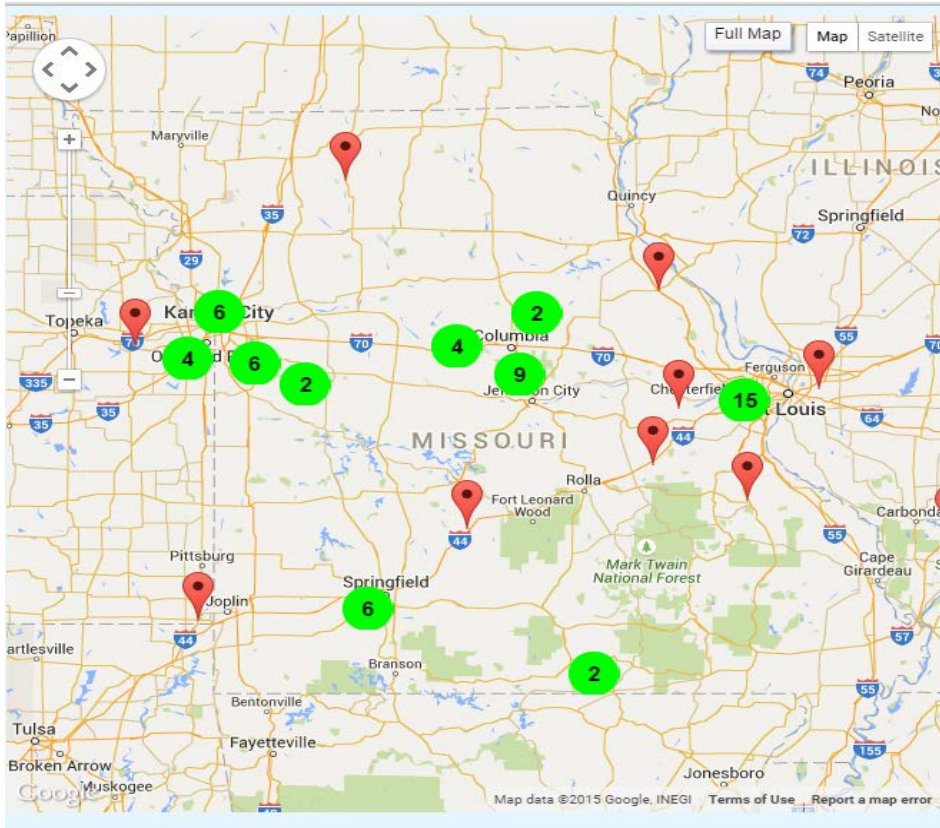 Papillion
Full Map
Map
Satellite
74
Peoria
Maryville
ILLINOIS
Quincy
35
Springfield
72
29
6
City
2
Topeka
70
4
Columbia
70
55
4
6
9
Ferguson
2
Jefferson City
Chesterfield
15
335
35
35
Louis
64
MISSOURI
44
Rolla
Fort Leonard
Wood
44
55
Pittsburg
Mark Twain
National Forest
Cape
Girardeau
Springfield
6
Joplin
44
57
Branson
2
55
Bentonville
Tulsa
Fayetteville
155
Broken Arrow
Jonesboro
Muskogee
Google
Map data ©2015 Google, INEGI
Terms of Use
Report a map error